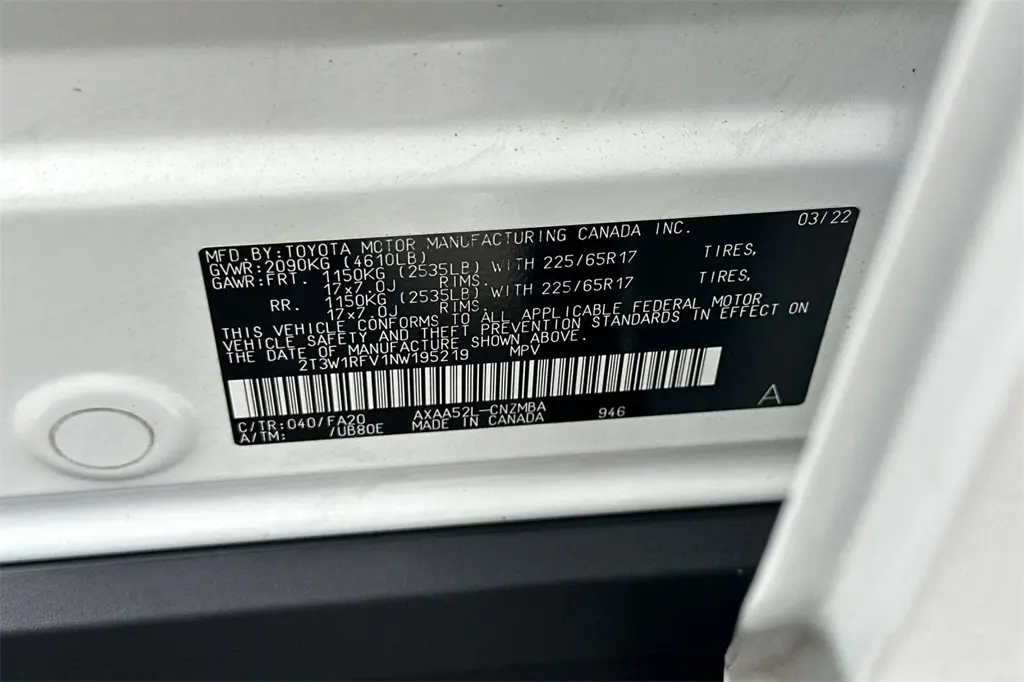 03/22
MFD.BY:TOYOTA MOTOR MANUFACTURING CANADA INC.
GVWR:2090KG (4610LB)
GAWR:FRT. 1150KG (2535LB) WITH 225/65R17 TIRES,
17x7.0J RIMS.
RR. 1150KG (2535LB) WITH 225/65R17 TIRES,
17x7.0J RIMS.
THIS VEHICLE CONFORMS TO ALL APPLICABLE FEDERAL MOTOR
VEHICLE SAFETY AND THEFT PREVENTION STANDARDS IN EFFECT ON
THE DATE OF MANUFACTURE SHOWN ABOVE.
2T3W1RFV1NW195219 MPV
C/TR:040/FA20 AXAA52L-CNZMBA 946
A/TM: /UB80E MADE IN CANADA
A